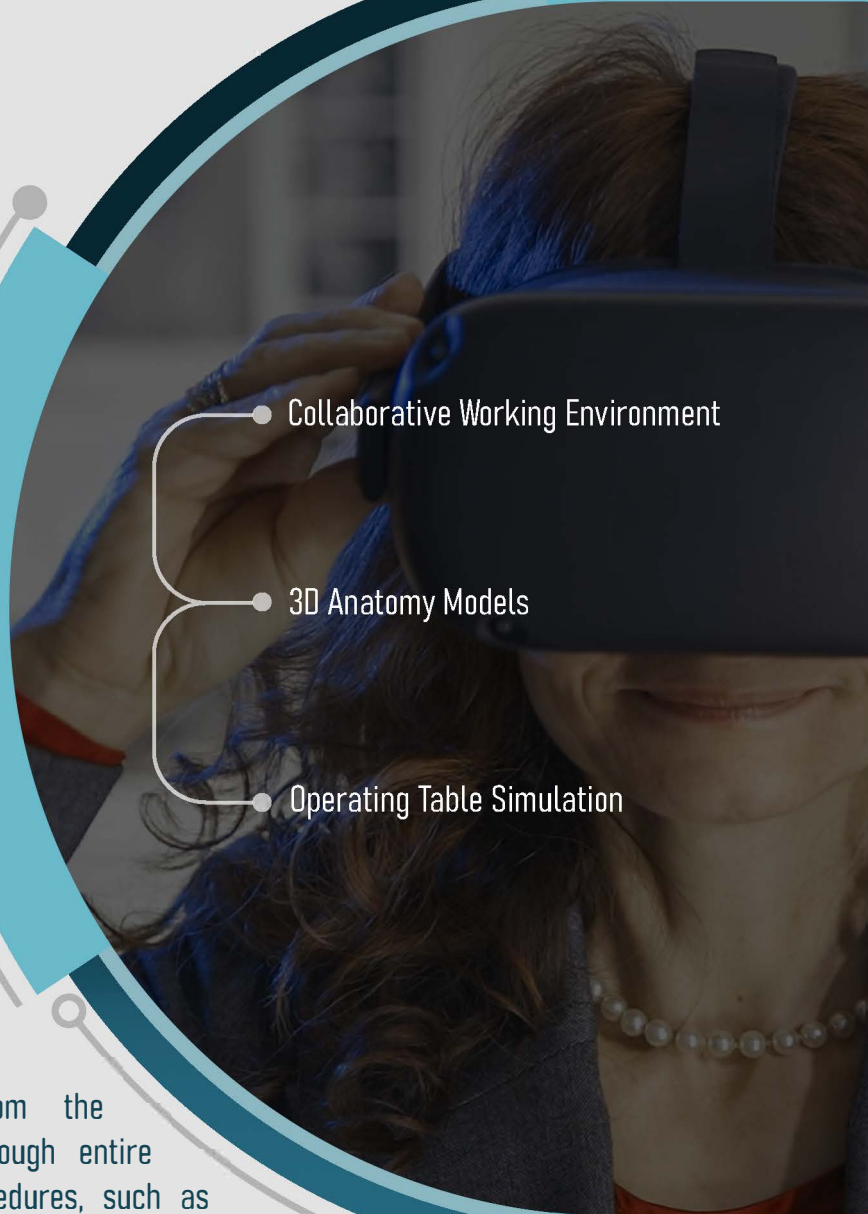 Collaborative Working Environment
3D Anatomy Models
Operating Table Simulation
the
entire
such as